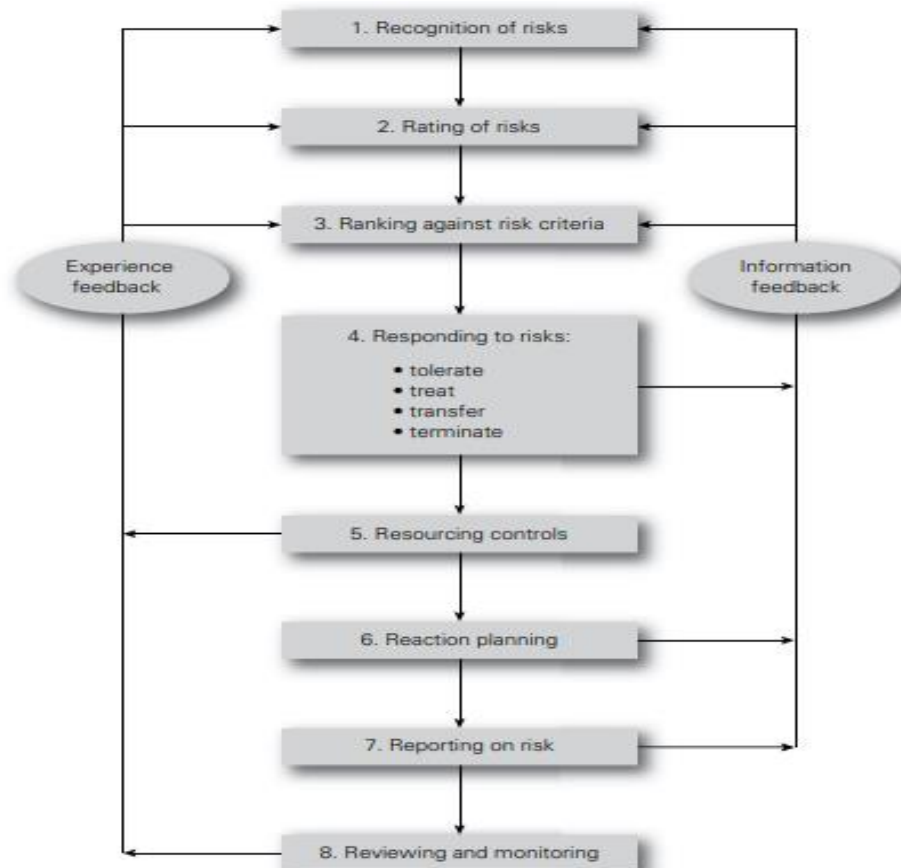 1. Recognition of risks
2. Rating of risks
3. Ranking against risk criteria
Experience
feedback
Information
feedback
4. Responding to risks:
• tolerate
• treat
• transfer
• terminate
5. Resourcing controls
6. Reaction planning
7. Reporting on risk
8. Reviewing and monitoring